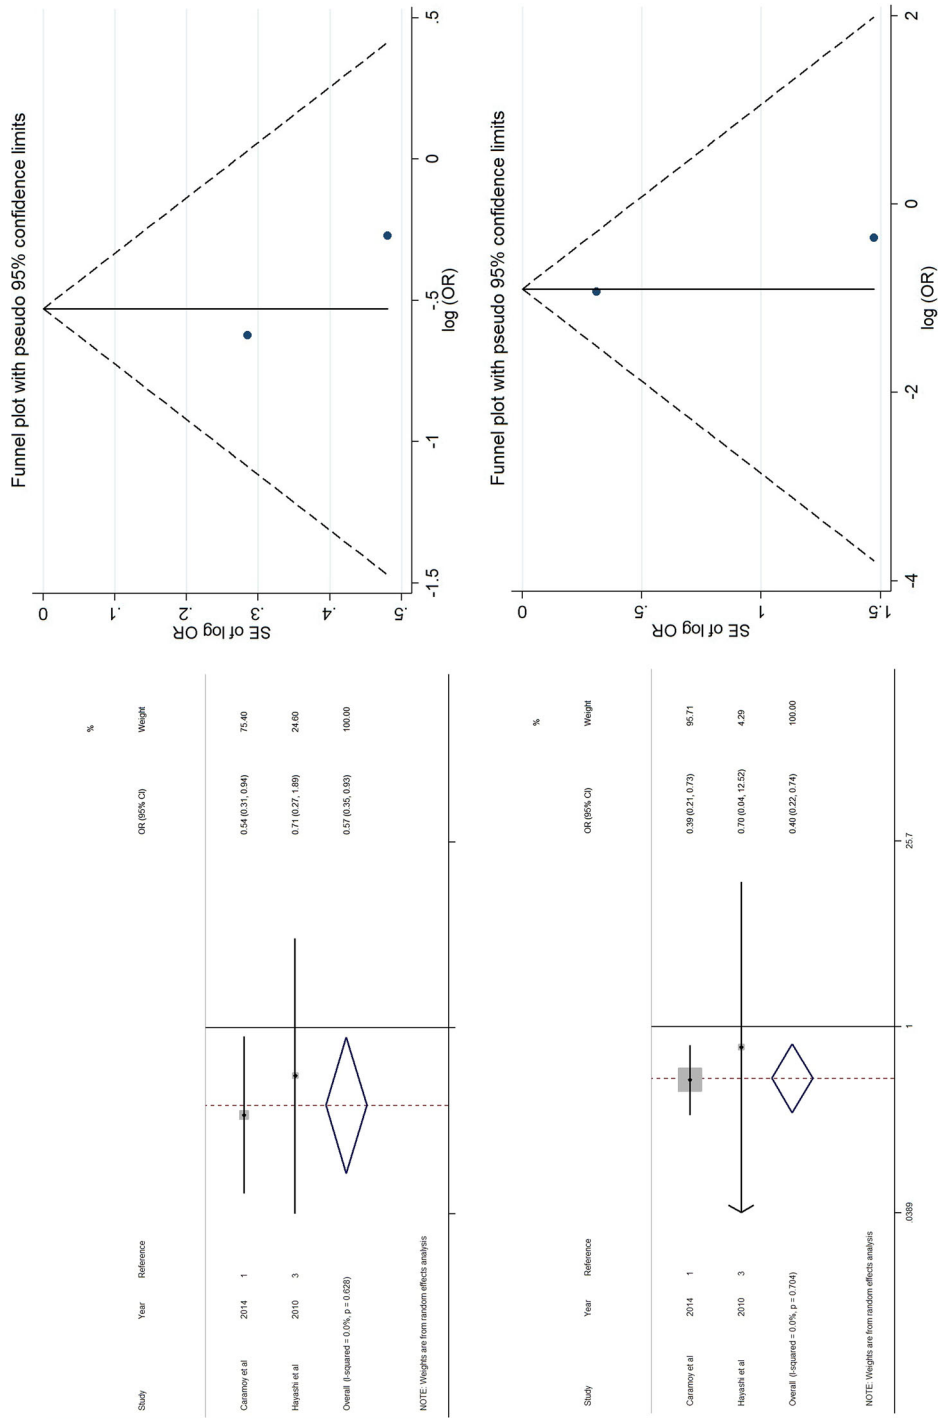 %
Study Year Reference OR (95% CI) Weight
Caramoy et al 2014 1 0.54 (0.31, 0.94) 75.40
Hayashi et al 2010 3 0.71 (0.27, 1.89) 24.60
Overall (I-squared = 0.0%, p = 0.628) 0.57 (0.35, 0.93) 100.00
NOTE: Weights are from random effects analysis
Funnel plot with pseudo 95% confidence limits
SE of log OR
0
.1
.2
.3
.4
.5
-1.5 -1 -.5 0 .5
log (OR)
%
Study Year Reference OR (95% CI) Weight
Caramoy et al 2014 1 0.39 (0.21, 0.73) 95.71
Hayashi et al 2010 3 0.70 (0.04, 12.52) 4.29
Overall (I-squared = 0.0%, p = 0.704) 0.40 (0.22, 0.74) 100.00
NOTE: Weights are from random effects analysis
.0389 1 25.7
Funnel plot with pseudo 95% confidence limits
SE of log OR
0
.5
1
1.5
-4 -2 0 2
log (OR)